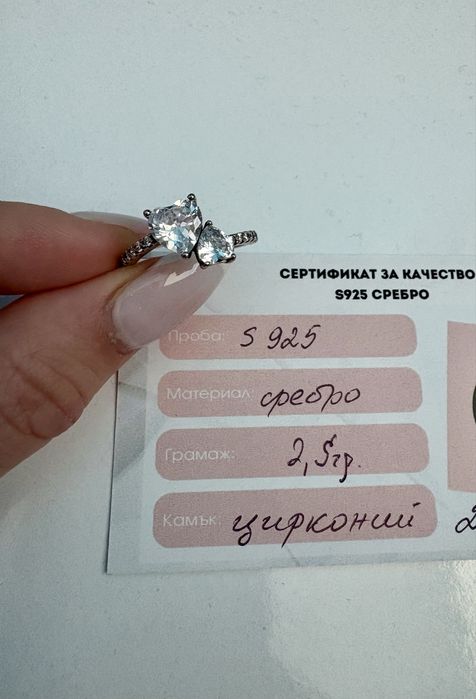 СЕРТИФИКАТ ЗА КАЧЕСТВО
S925 СРЕБРО
Проба: S 925
Материал: сребро
Грамаж: 2,5гр.
Камък: цирконий